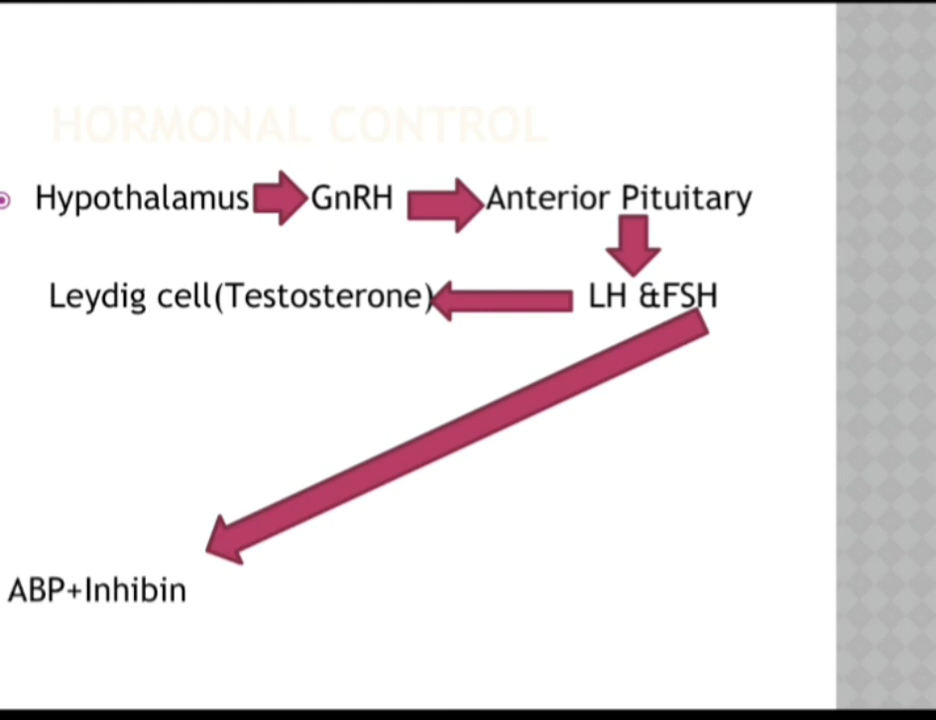 HORMONAL CONTROL
Hypothalamus GnRH Anterior Pituitary
Leydig cell(Testosterone) LH &FSH
ABP+Inhibin